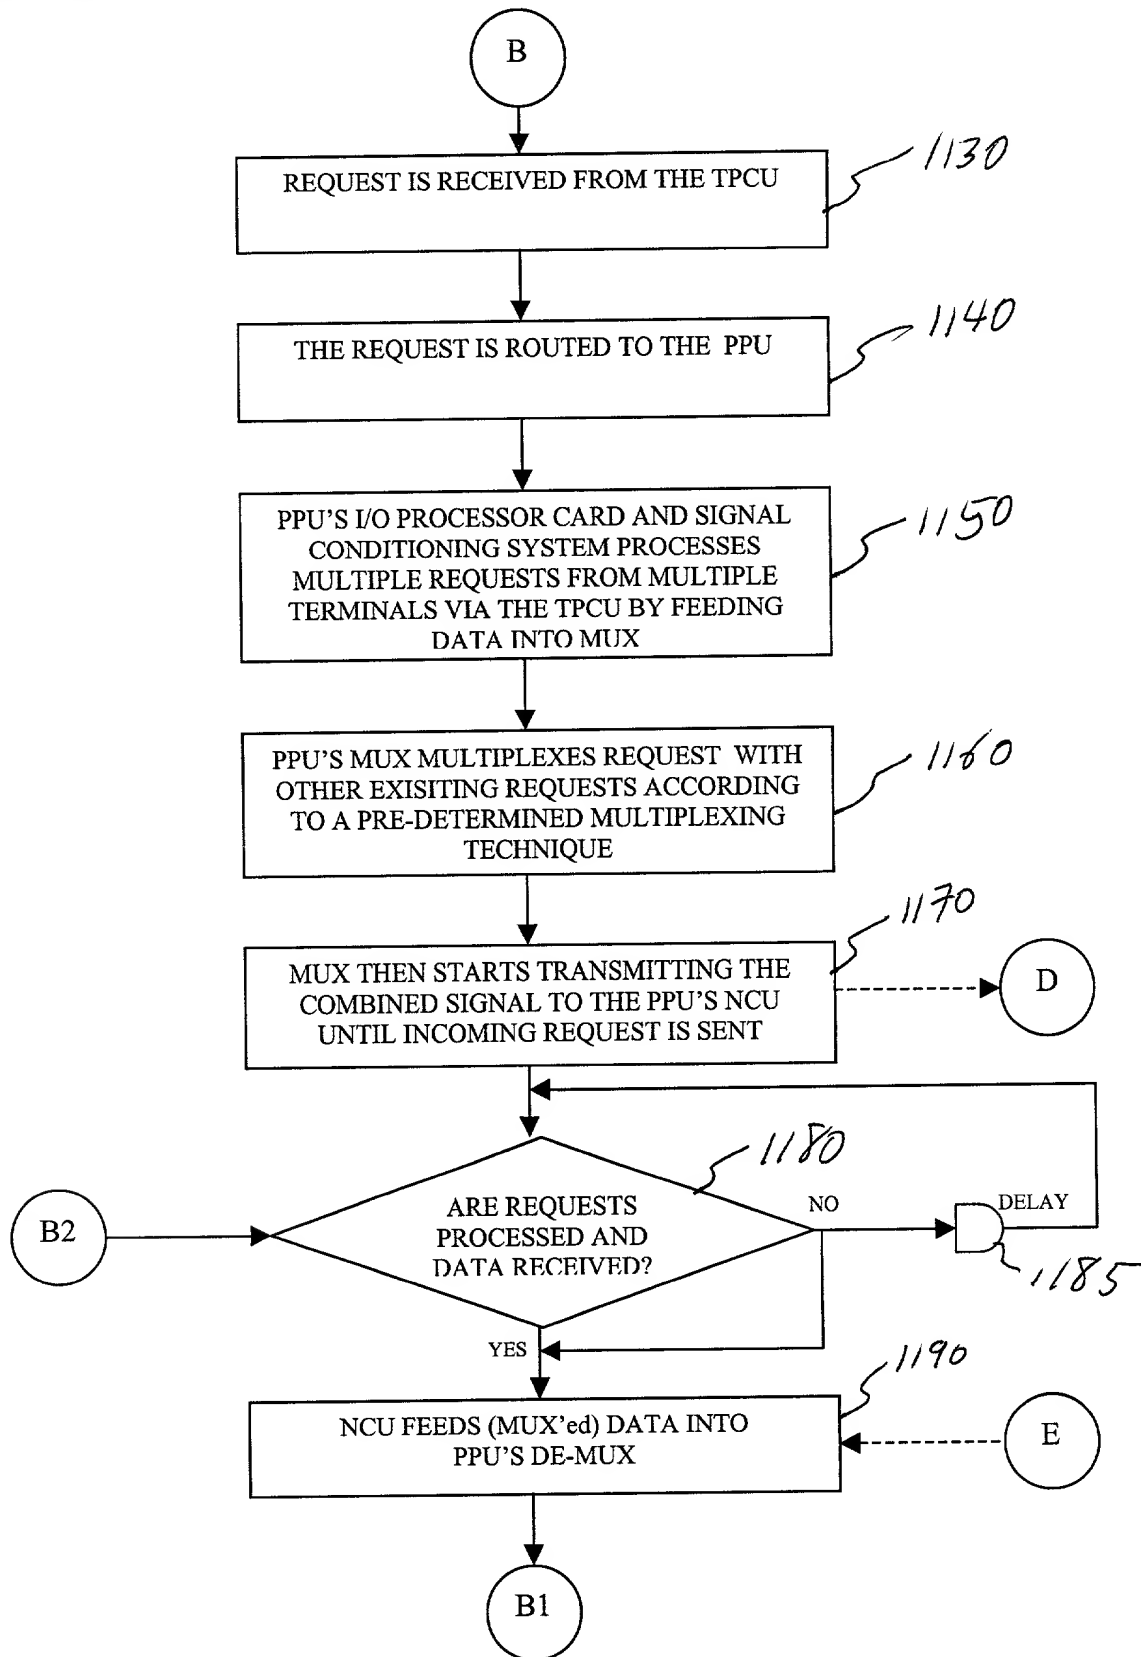 B
REQUEST IS RECEIVED FROM THE TPCU
1130
THE REQUEST IS ROUTED TO THE PPU
1140
PPU'S I/O PROCESSOR CARD AND SIGNAL
CONDITIONING SYSTEM PROCESSES
MULTIPLE REQUESTS FROM MULTIPLE
TERMINALS VIA THE TPCU BY FEEDING
DATA INTO MUX
1150
PPU'S MUX MULTIPLEXES REQUEST WITH
OTHER EXISITING REQUESTS ACCORDING
TO A PRE-DETERMINED MULTIPLEXING
TECHNIQUE
1160
1170
MUX THEN STARTS TRANSMITTING THE
COMBINED SIGNAL TO THE PPU'S NCU
UNTIL INCOMING REQUEST IS SENT
D
1180
B2
ARE REQUESTS
PROCESSED AND
DATA RECEIVED?
NO
DELAY
1185
YES
1190
NCU FEEDS (MUX'ed) DATA INTO
PPU'S DE-MUX
E
B1